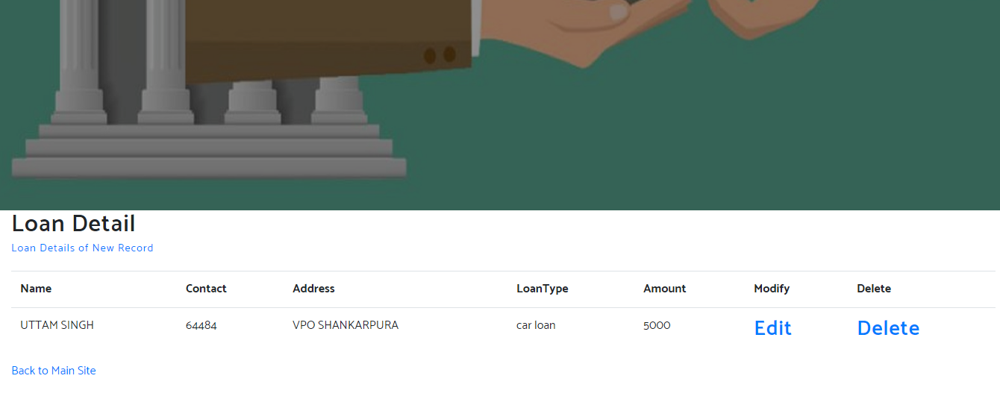 Loan Detail
Loan Details of New Record
Name Contact Address LoanType Amount Modify Delete
UTTAM SINGH 64484 VPO SHANKARPURA car loan 5000 Edit Delete
Back to Main Site